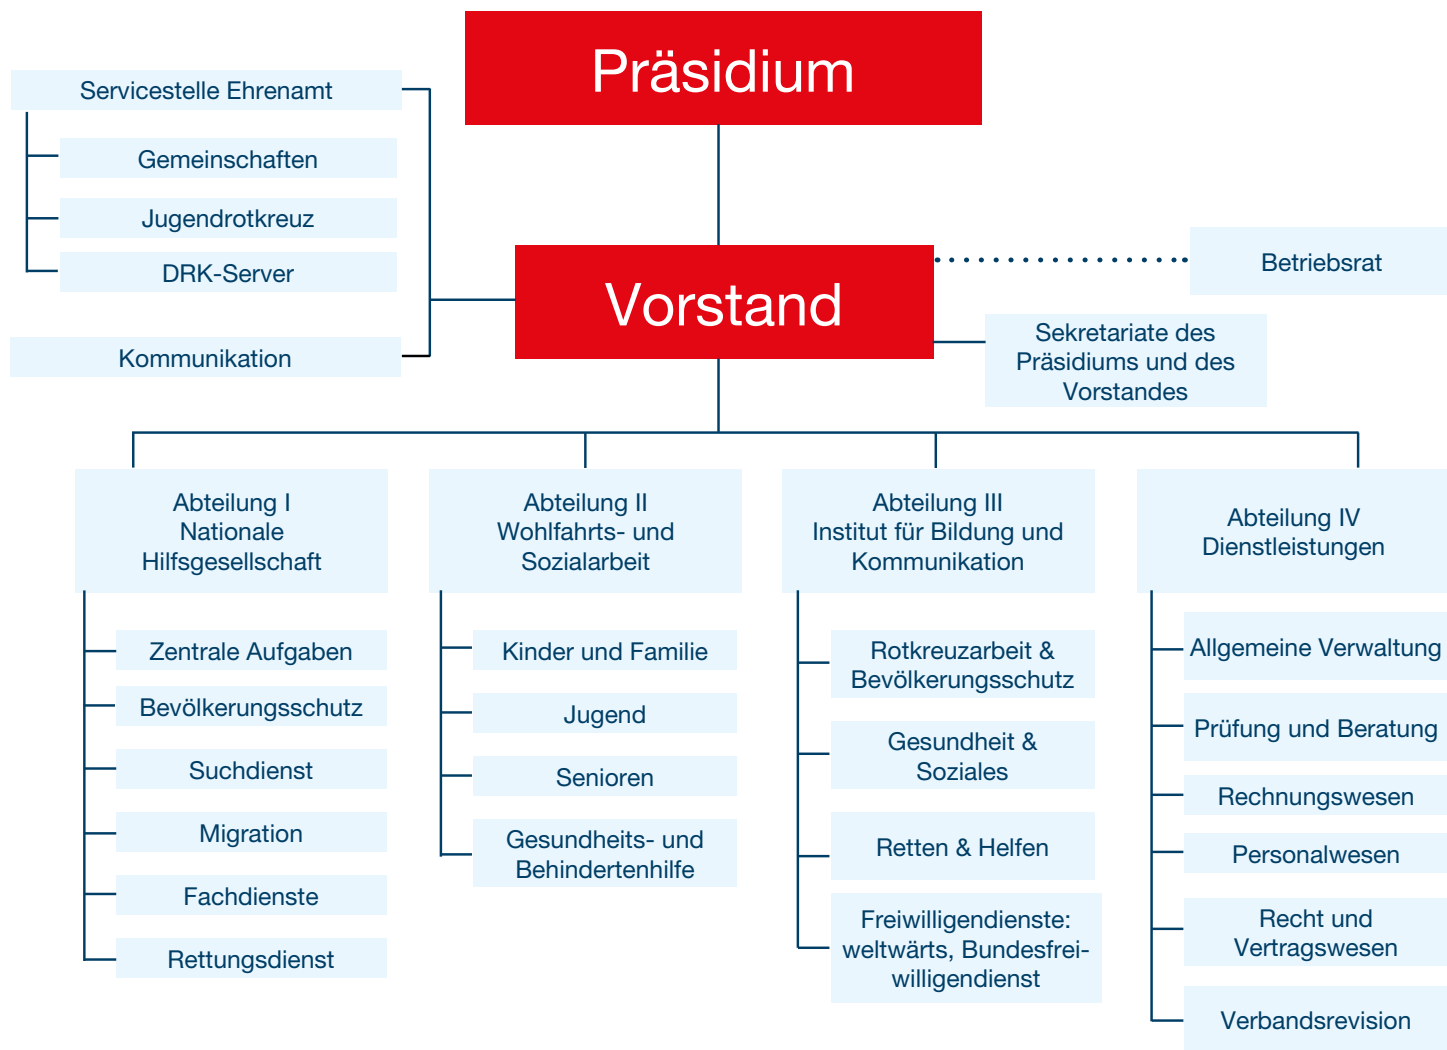 Präsidium
Servicestelle Ehrenamt
Gemeinschaften
Jugendrotkreuz
DRK-Server
Kommunikation
Vorstand
Betriebsrat
Sekretariate des
Präsidiums und des
Vorstandes
Abteilung I
Nationale
Hilfsgesellschaft
Zentrale Aufgaben
Bevölkerungsschutz
Suchdienst
Migration
Fachdienste
Rettungsdienst
Abteilung II
Wohlfahrts- und
Sozialarbeit
Kinder und Familie
Jugend
Senioren
Gesundheits- und
Behindertenhilfe
Abteilung III
Institut für Bildung und
Kommunikation
Rotkreuzarbeit &
Bevölkerungsschutz
Gesundheit &
Soziales
Retten & Helfen
Freiwilligendienste:
weltwärts, Bundesfrei-
willigendienst
Abteilung IV
Dienstleistungen
Allgemeine Verwaltung
Prüfung und Beratung
Rechnungswesen
Personalwesen
Recht und
Vertragswesen
Verbandsrevision